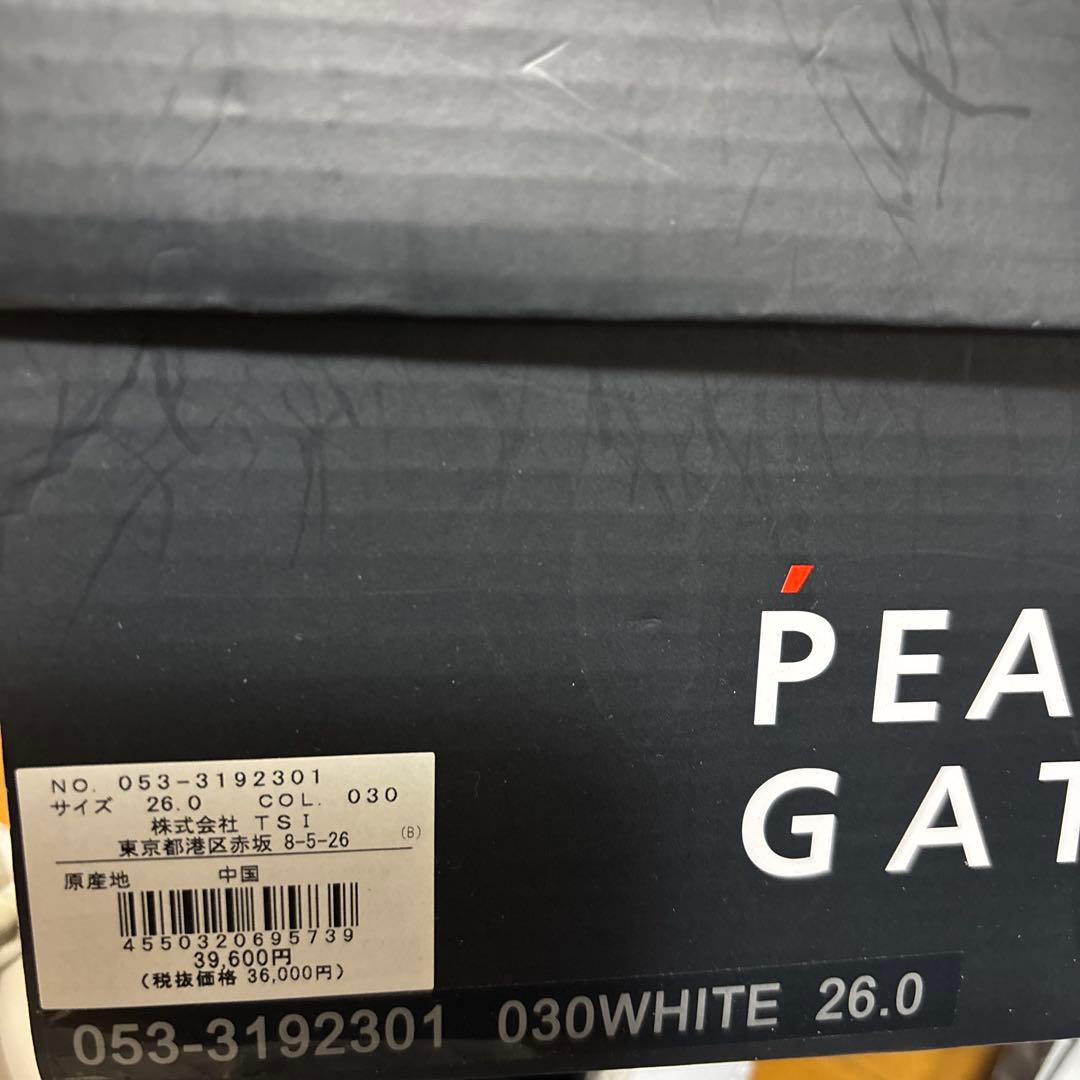 PEA
GAT
NO. 053-3192301
サイズ 26.0 COL. 030
株式会社 TSI
東京都港区赤坂 8-5-26 (B)
原産地 中国
4550320695739
39,600円
(税抜価格 36,000円)
053-3192301 030WHITE 26.0